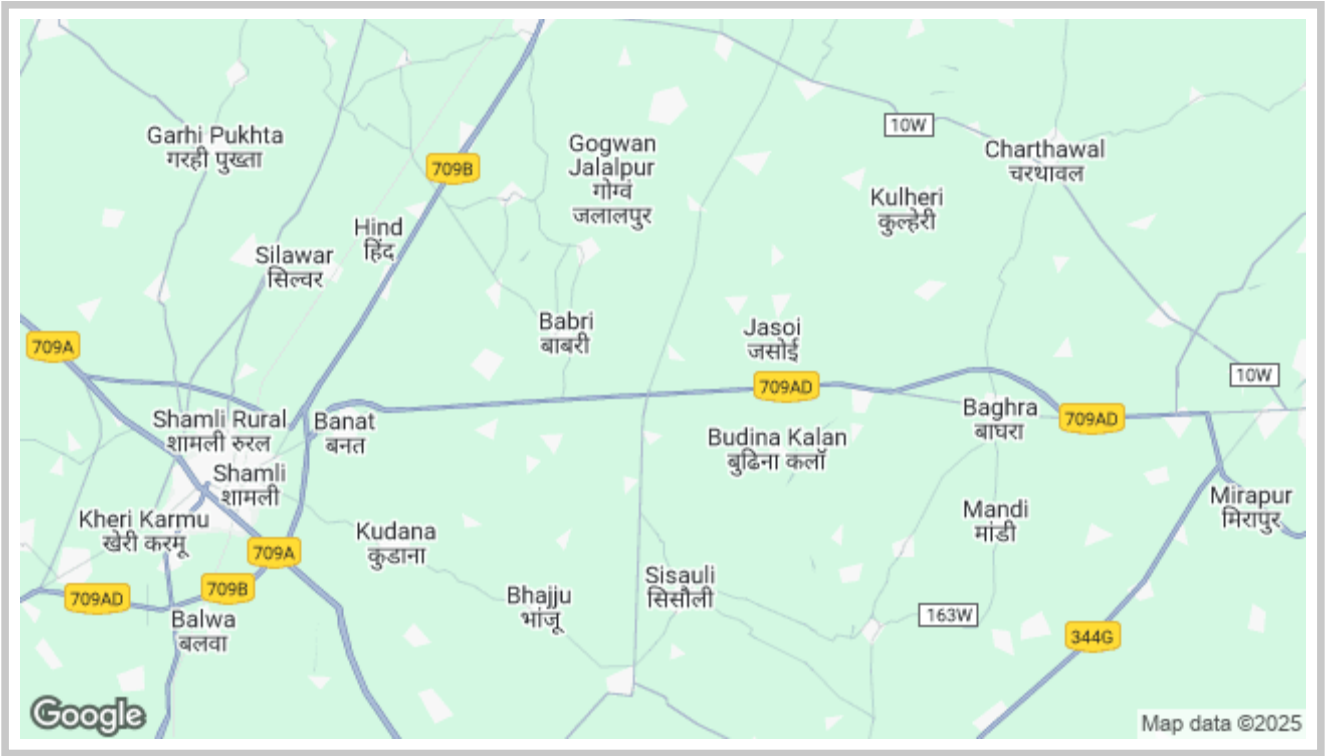 10W
Garhi Pukhta
गरही पुख्ता
Gogwan
Jalalpur
गोग्वं
जलालपुर
Charthawal
चरथावल
709B
Kulheri
कुल्हेरी
Hind
हिंद
Silawar
सिल्वर
Babri
बाबरी
Jasoi
जसोई
709A
10W
709AD
Shamli Rural
शामली रुरल
Banat
बनत
Baghra
बाघरा
709AD
Budina Kalan
बुढिना कलॉ
Shamli
शामली
Mirapur
मिरापुर
Kheri Karmu
खेरी करमू
Mandi
मांडी
Kudana
कुडाना
709A
Sisauli
सिसौली
709B
709AD
Bhajju
भांजू
163W
Balwa
बलवा
344G
Google
Map data ©2025